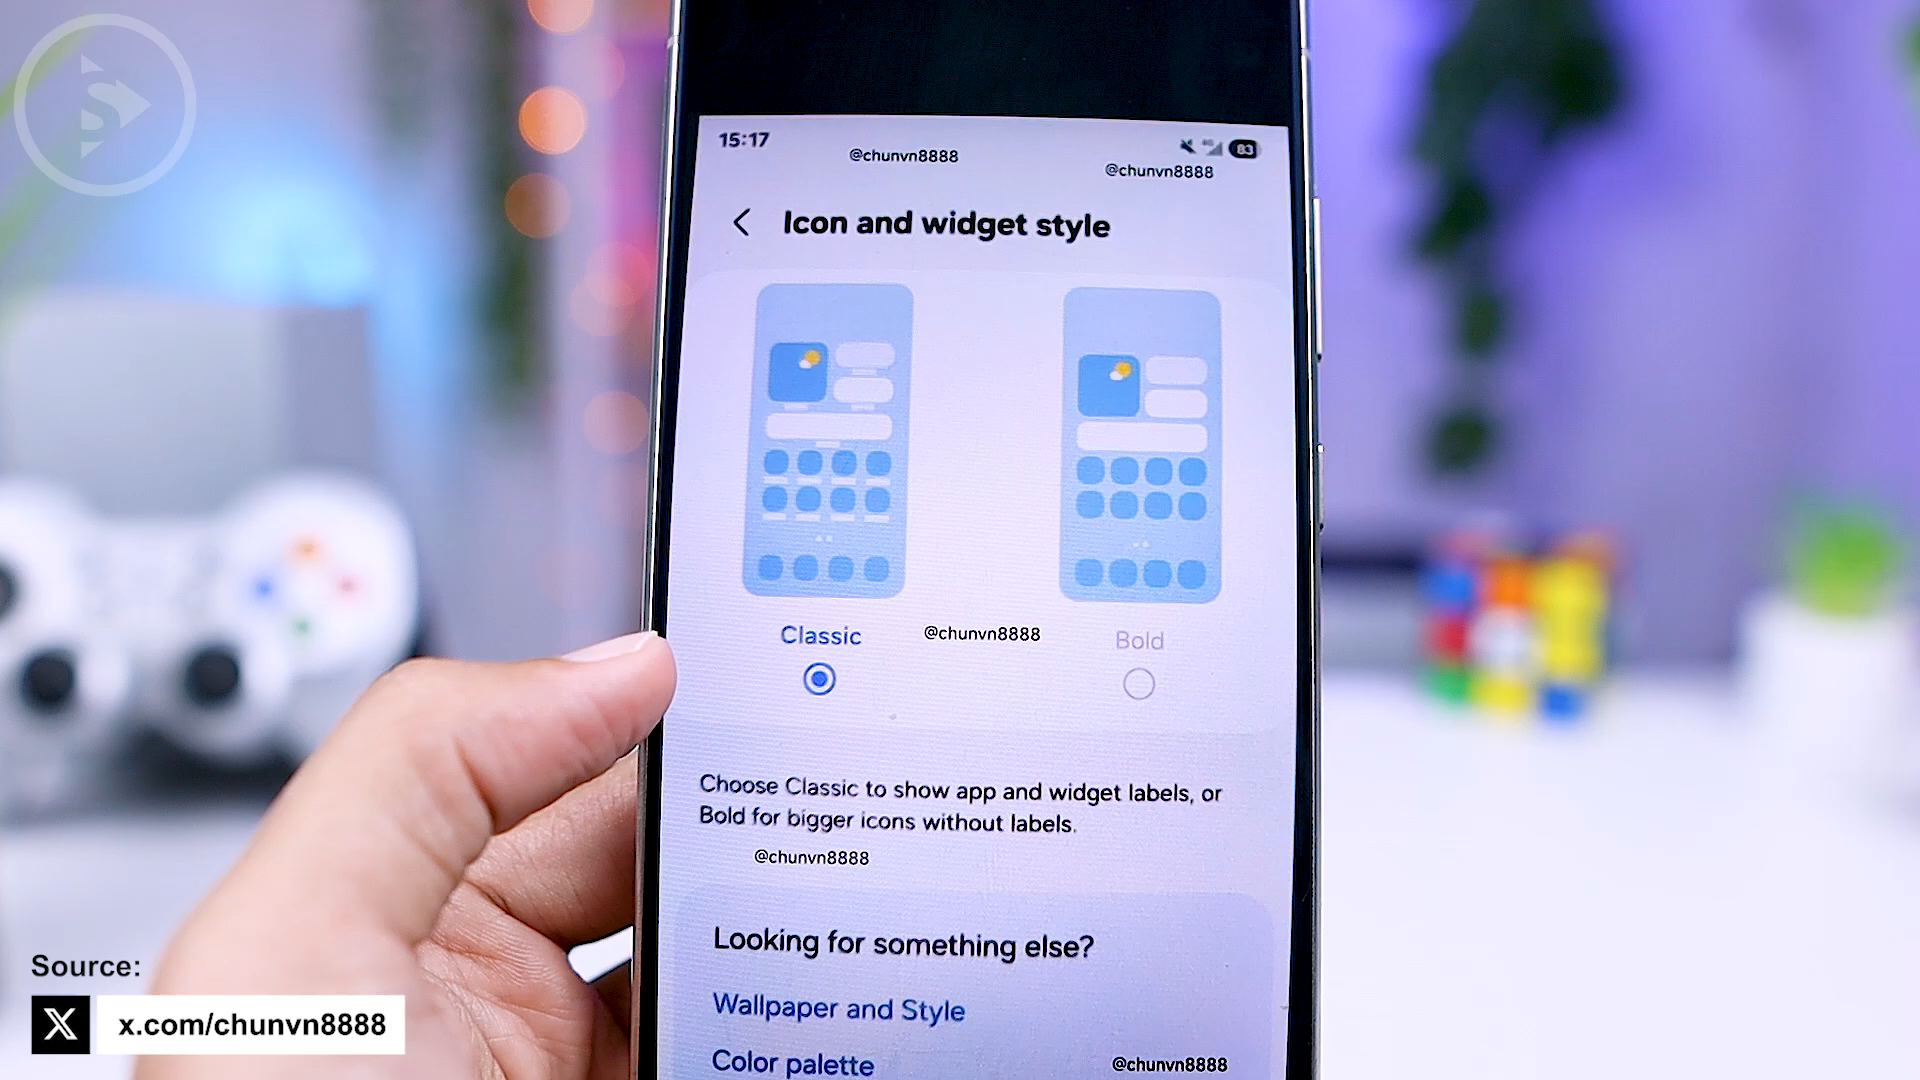 S
15:17
@chunvn8888
4G
83
@chunvn8888
Icon and widget style
Classic
@chunvn8888
Bold
Choose Classic to show app and widget labels, or
Bold for bigger icons without labels.
@chunvn8888
Looking for something else?
Wallpaper and Style
Color palette
@chunvn8888
Source:
X
x.com/chunvn8888